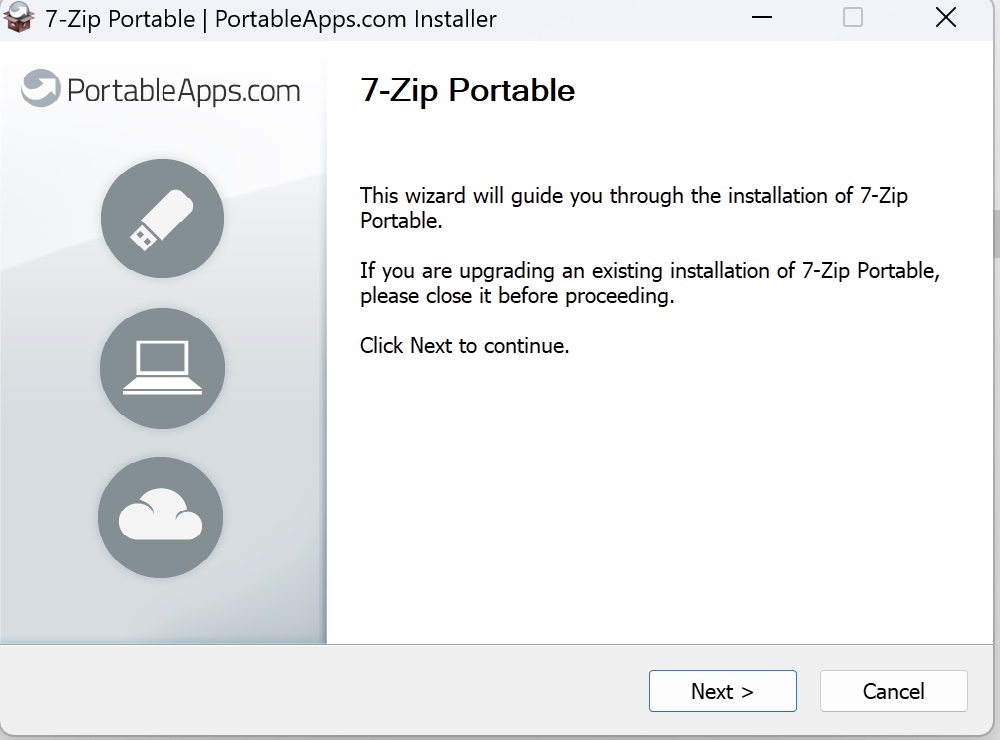 7-Zip Portable | PortableApps.com Installer
PortableApps.com
7-Zip Portable
This wizard will guide you through the installation of 7-Zip
Portable.
If you are upgrading an existing installation of 7-Zip Portable,
please close it before proceeding.
Click Next to continue.
Next >
Cancel